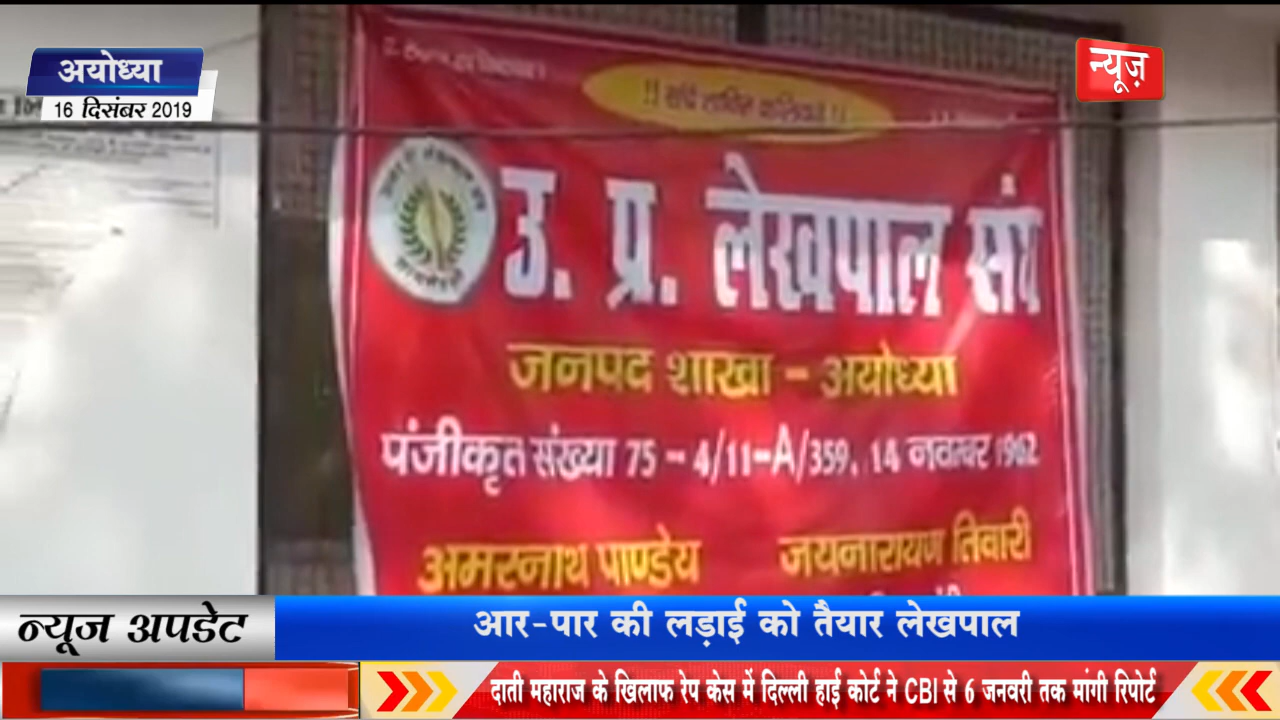 अयोध्या
16 दिसंबर 2019
न्यूज़
उ. प्र. लेखपाल संघ
जनपद शाखा - अयोध्या
पंजीकृत संख्या 75 - 4/11-A/359, 14 नवम्बर 1962
अमरनाथ पाण्डेय जयनारायण तिवारी
न्यूज अपडेट
आर-पार की लड़ाई को तैयार लेखपाल
दाती महाराज के खिलाफ रेप केस में दिल्ली हाई कोर्ट ने CBI से 6 जनवरी तक मांगी रिपोर्ट